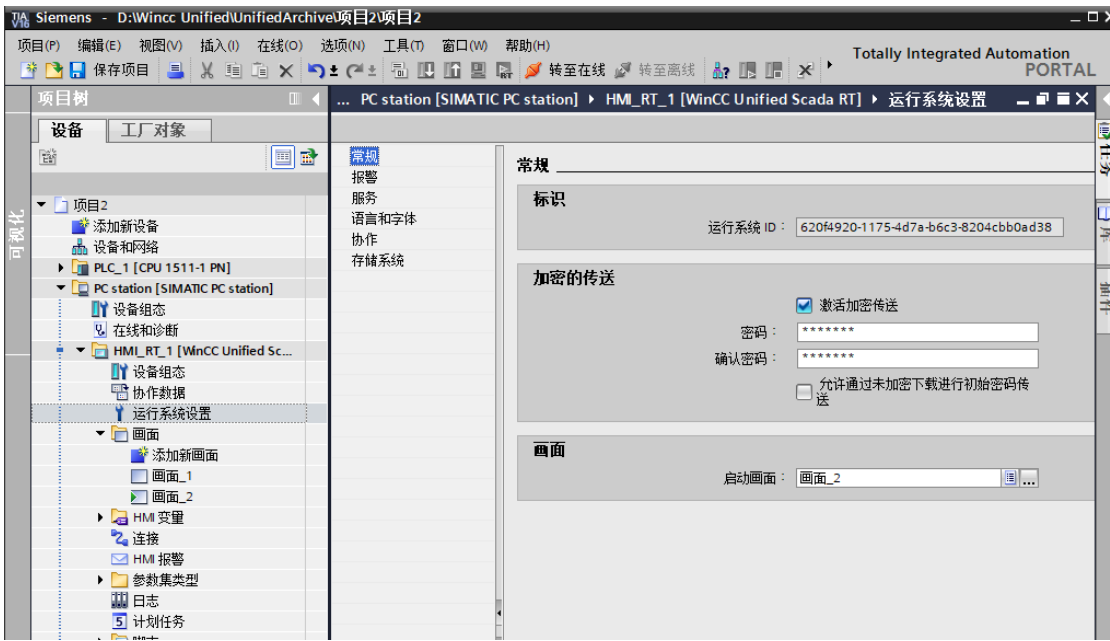 Siemens - D:\Wincc Unified\UnifiedArchive\项目2\项目2
项目(P) 编辑(E) 视图(V) 插入(I) 在线(O) 选项(N) 工具(T) 窗口(W) 帮助(H)
Totally Integrated Automation
PORTAL
保存项目 转至在线 转至离线
项目树
... PC station [SIMATIC PC station] HMI_RT_1 [WinCC Unified Scada RT] 运行系统设置
设备 工厂对象
可视化
项目2
添加新设备
设备和网络
PLC_1 [CPU 1511-1 PN]
PC station [SIMATIC PC station]
设备组态
在线和诊断
HMI_RT_1 [WinCC Unified Sc...
设备组态
协作数据
运行系统设置
画面
添加新画面
画面_1
画面_2
HMI 变量
连接
HMI 报警
参数集类型
日志
计划任务
脚本
常规
报警
服务
语言和字体
协作
存储系统
常规
标识
运行系统 ID： 620f4920-1175-4d7a-b6c3-8204cbb0ad38
加密的传送
激活加密传送
密码： *******
确认密码： *******
允许通过未加密下载进行初始密码传
送
画面
启动画面： 画面_2
任务
库